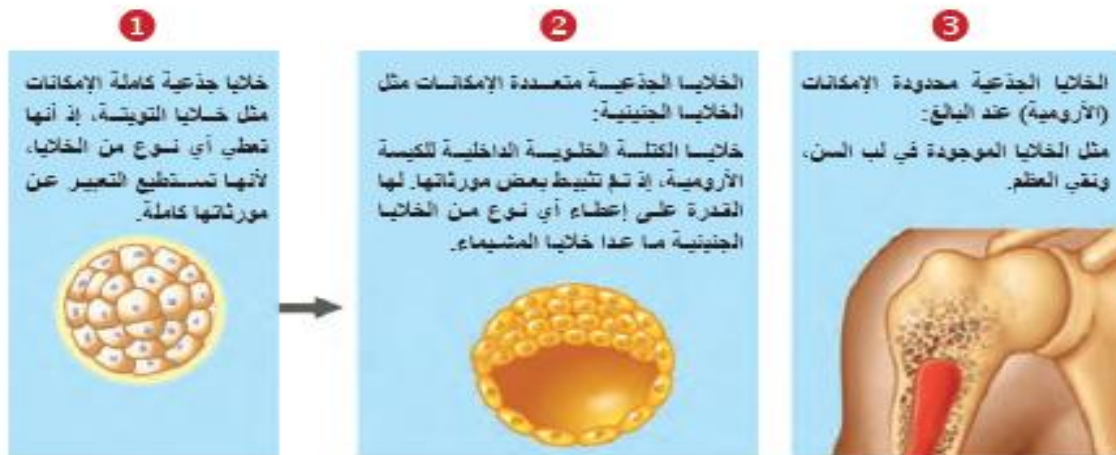 1
خلايا جذعية كاملة الإمكانات
مثل خلايا التويتة، إذ أنها
تعطي أي نوع من الخلايا،
لأنها تستطيع التعبير عن
مورثاتها كاملة.
2
الخلايا الجذعية متعددة الإمكانات مثل
الخلايا الجنينية:
خلايا الكتلة الخلوية الداخلية للكيسة
الأرومية، إذ تم تثبيط بعض مورثاتها. لها
القدرة على إعطاء أي نوع من الخلايا
الجنينية ما عدا خلايا المشيماء.
3
الخلايا الجذعية محدودة الإمكانات
(الأرومية) عند البالغ:
مثل الخلايا الموجودة في لب السن،
ونقي العظم.